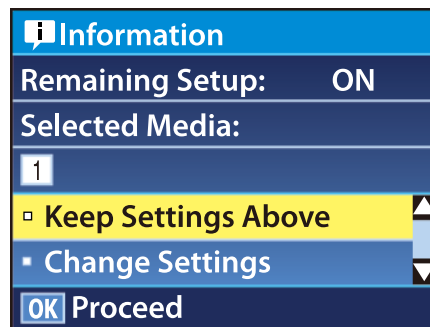 Information
Remaining Setup: ON
Selected Media:
1
Keep Settings Above
Change Settings
OK Proceed